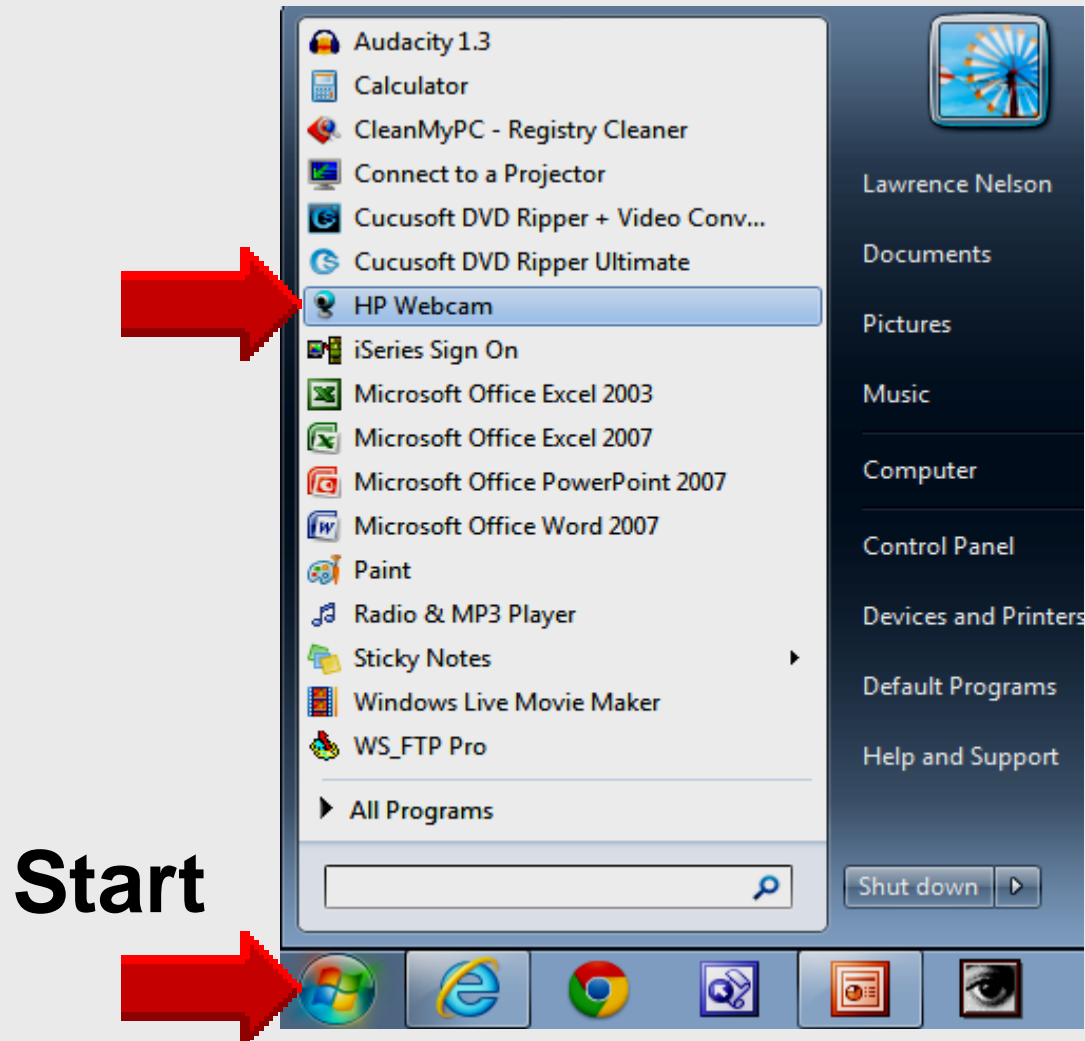 Audacity 1.3
Calculator
CleanMyPC - Registry Cleaner
Connect to a Projector
Cucusoft DVD Ripper + Video Conv...
Cucusoft DVD Ripper Ultimate
HP Webcam
iSeries Sign On
Microsoft Office Excel 2003
Microsoft Office Excel 2007
Microsoft Office PowerPoint 2007
Microsoft Office Word 2007
Paint
Radio & MP3 Player
Sticky Notes
Windows Live Movie Maker
WS_FTP Pro
All Programs
Lawrence Nelson
Documents
Pictures
Music
Computer
Control Panel
Devices and Printers
Default Programs
Help and Support
Shut down
Start